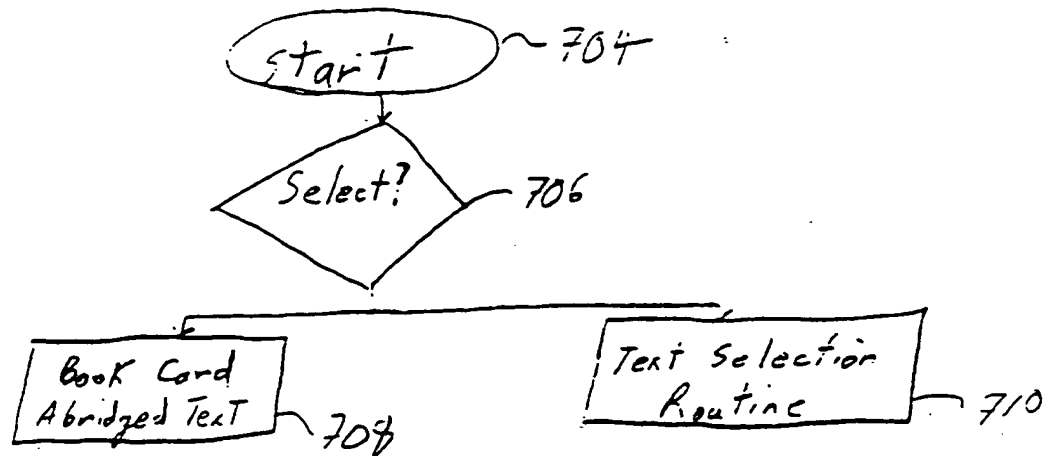 start 704
Select? 706
Book Card
Abridged Text 708
Text Selection
Routine 710